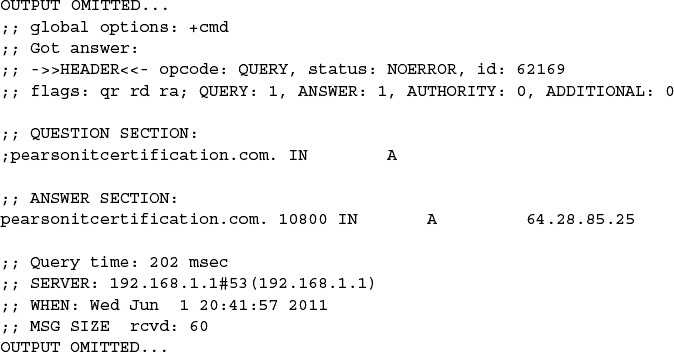 OUTPUT OMITTED...
;; global options: +cmd
;; Got answer:
;; ->>HEADER<<- opcode: QUERY, status: NOERROR, id: 62169
;; flags: qr rd ra; QUERY: 1, ANSWER: 1, AUTHORITY: 0, ADDITIONAL: 0
;; QUESTION SECTION:
;pearsonitcertification.com. IN A
;; ANSWER SECTION:
pearsonitcertification.com. 10800 IN A 64.28.85.25
;; Query time: 202 msec
;; SERVER: 192.168.1.1#53(192.168.1.1)
;; WHEN: Wed Jun 1 20:41:57 2011
;; MSG SIZE rcvd: 60
OUTPUT OMITTED...